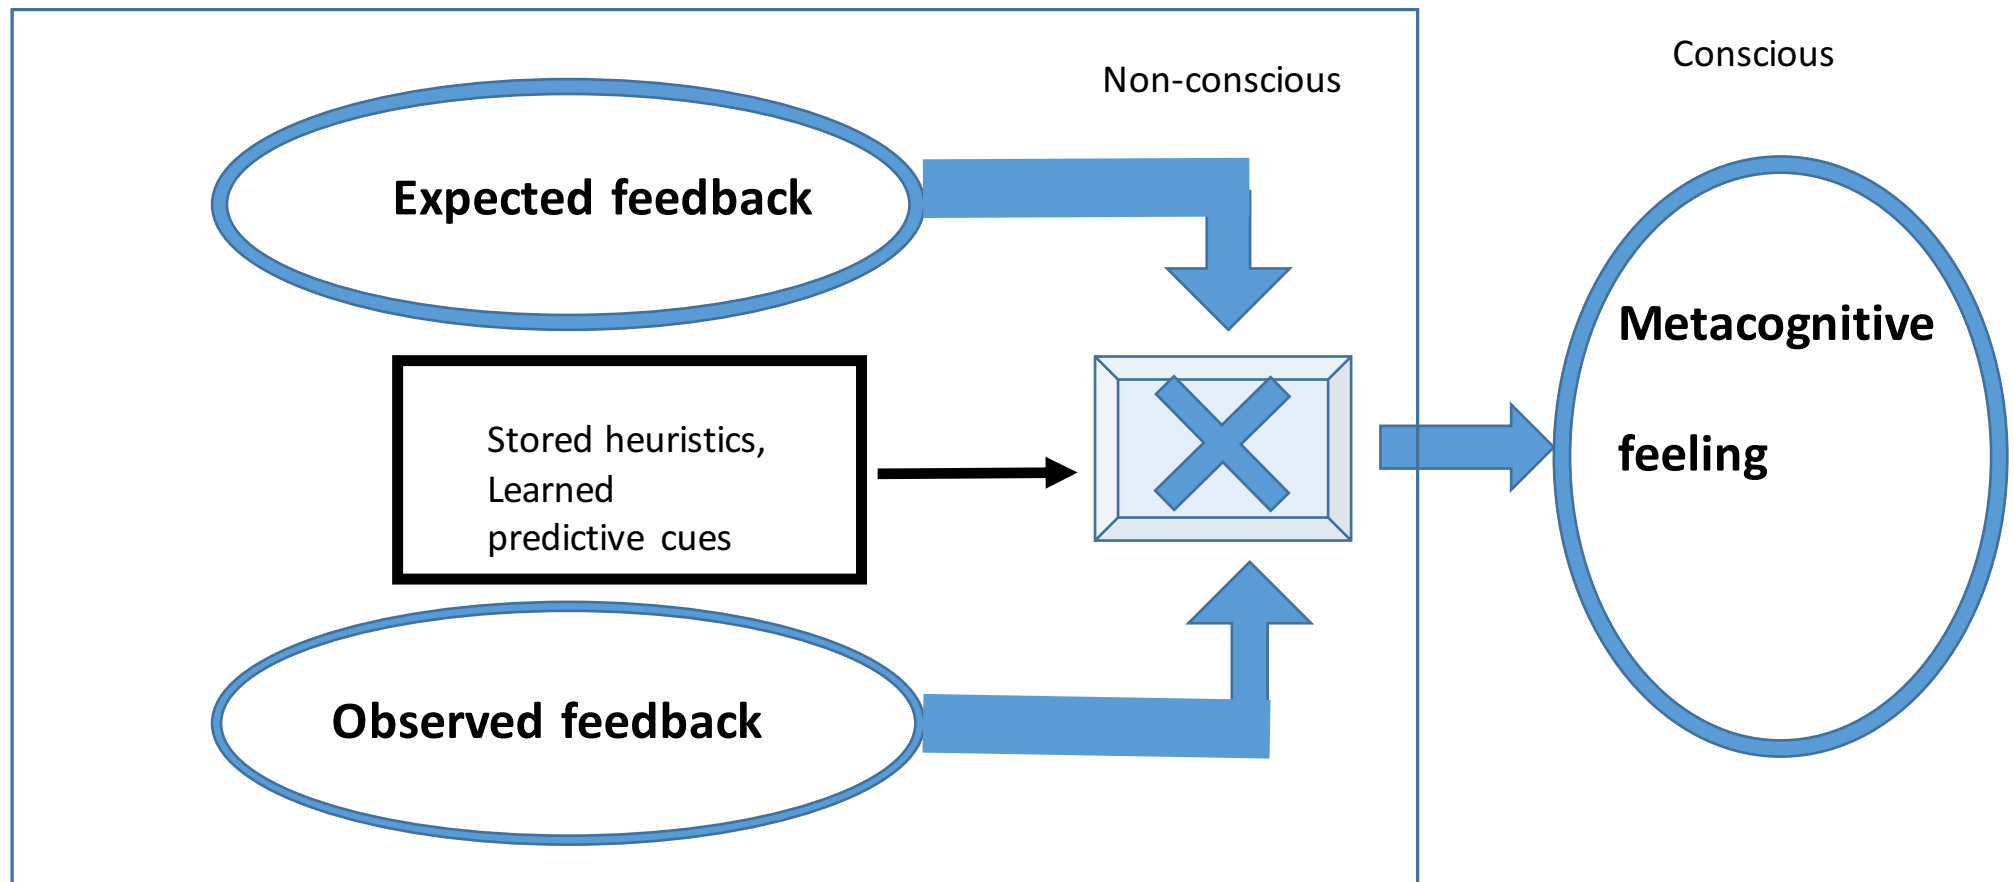 Conscious
Non-conscious
Expected feedback
Metacognitive
feeling
Stored heuristics,
Learned
predictive cues
Observed feedback